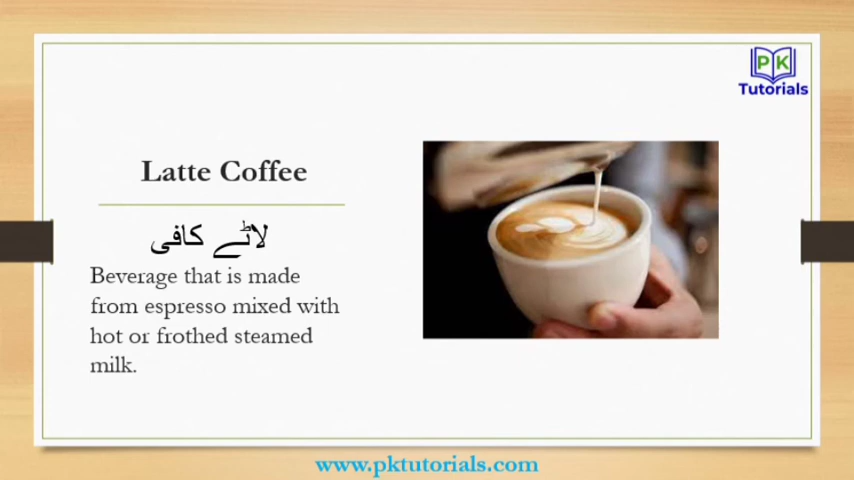 PK
Tutorials
Latte Coffee
لاٹے کافی
Beverage that is made
from espresso mixed with
hot or frothed steamed
milk.
www.pktutorials.com